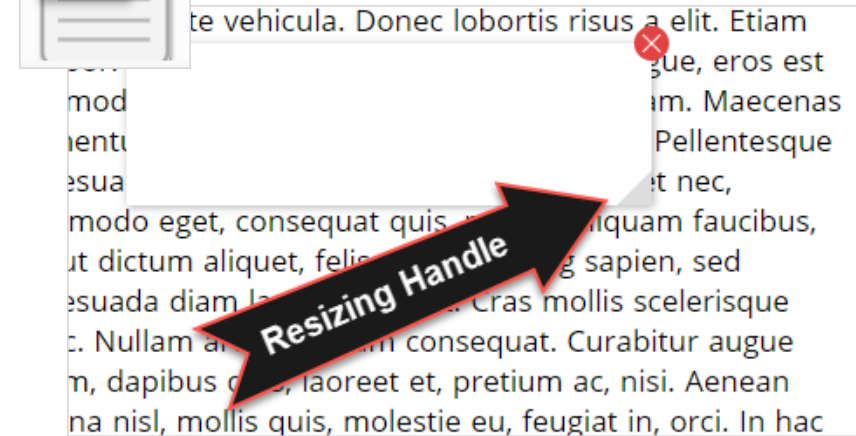 te vehicula. Donec lobortis risus a elit. Etiam
gue, eros est
mod am. Maecenas
Pellentesque
esua et nec,
modo eget, consequat quis, liquam faucibus,
ut dictum aliquet, felis g sapien, sed
esuada diam Cras mollis scelerisque
c. Nullam a m consequat. Curabitur augue
m, dapibus laoreet et, pretium ac, nisi. Aenean
na nisl, mollis quis, molestie eu, feugiat in, orci. In hac
Resizing Handle